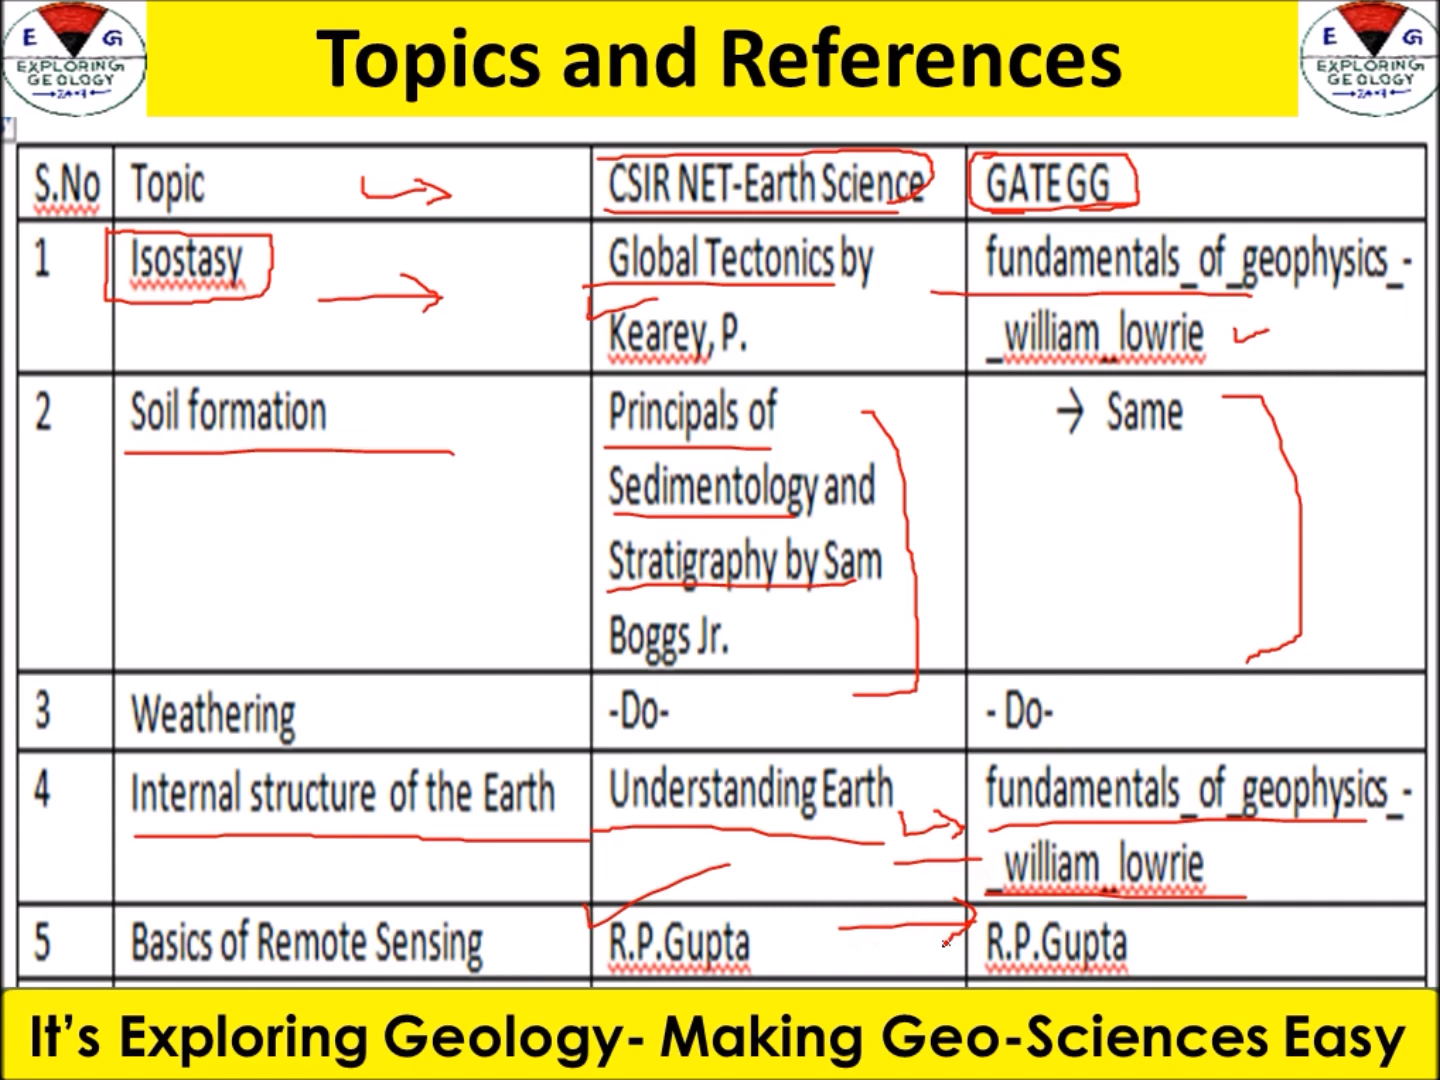 E G
EXPLORING
GEOLOGY
Topics and References
E G
EXPLORING
GEOLOGY
S.No Topic CSIR NET-Earth Science GATE GG
1 Isostasy Global Tectonics by fundamentals_of_geophysics_-
Kearey, P. _william_lowrie
2 Soil formation Principals of → Same
Sedimentology and
Stratigraphy by Sam
Boggs Jr.
3 Weathering -Do- - Do-
4 Internal structure of the Earth Understanding Earth fundamentals_of_geophysics_-
_william_lowrie
5 Basics of Remote Sensing R.P.Gupta R.P.Gupta
It's Exploring Geology- Making Geo-Sciences Easy